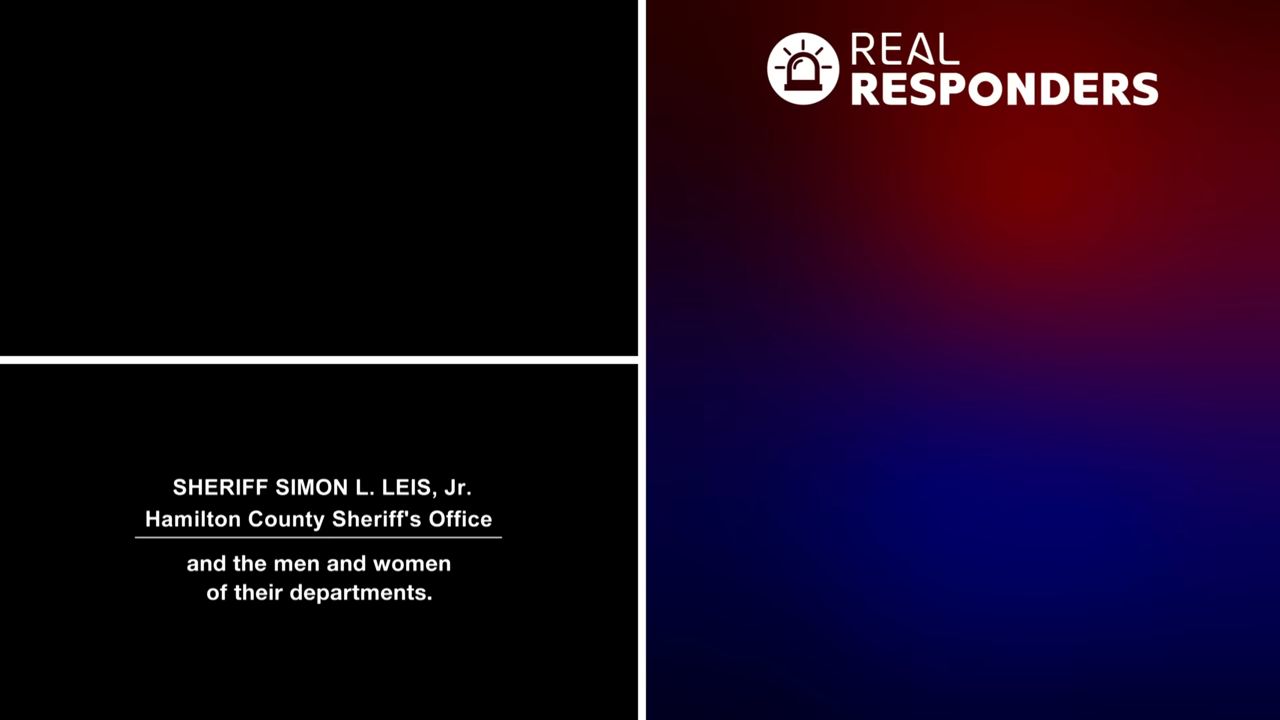 SHERIFF SIMON L. LEIS, Jr.
Hamilton County Sheriff's Office
and the men and women
of their departments.
REAL
RESPONDERS